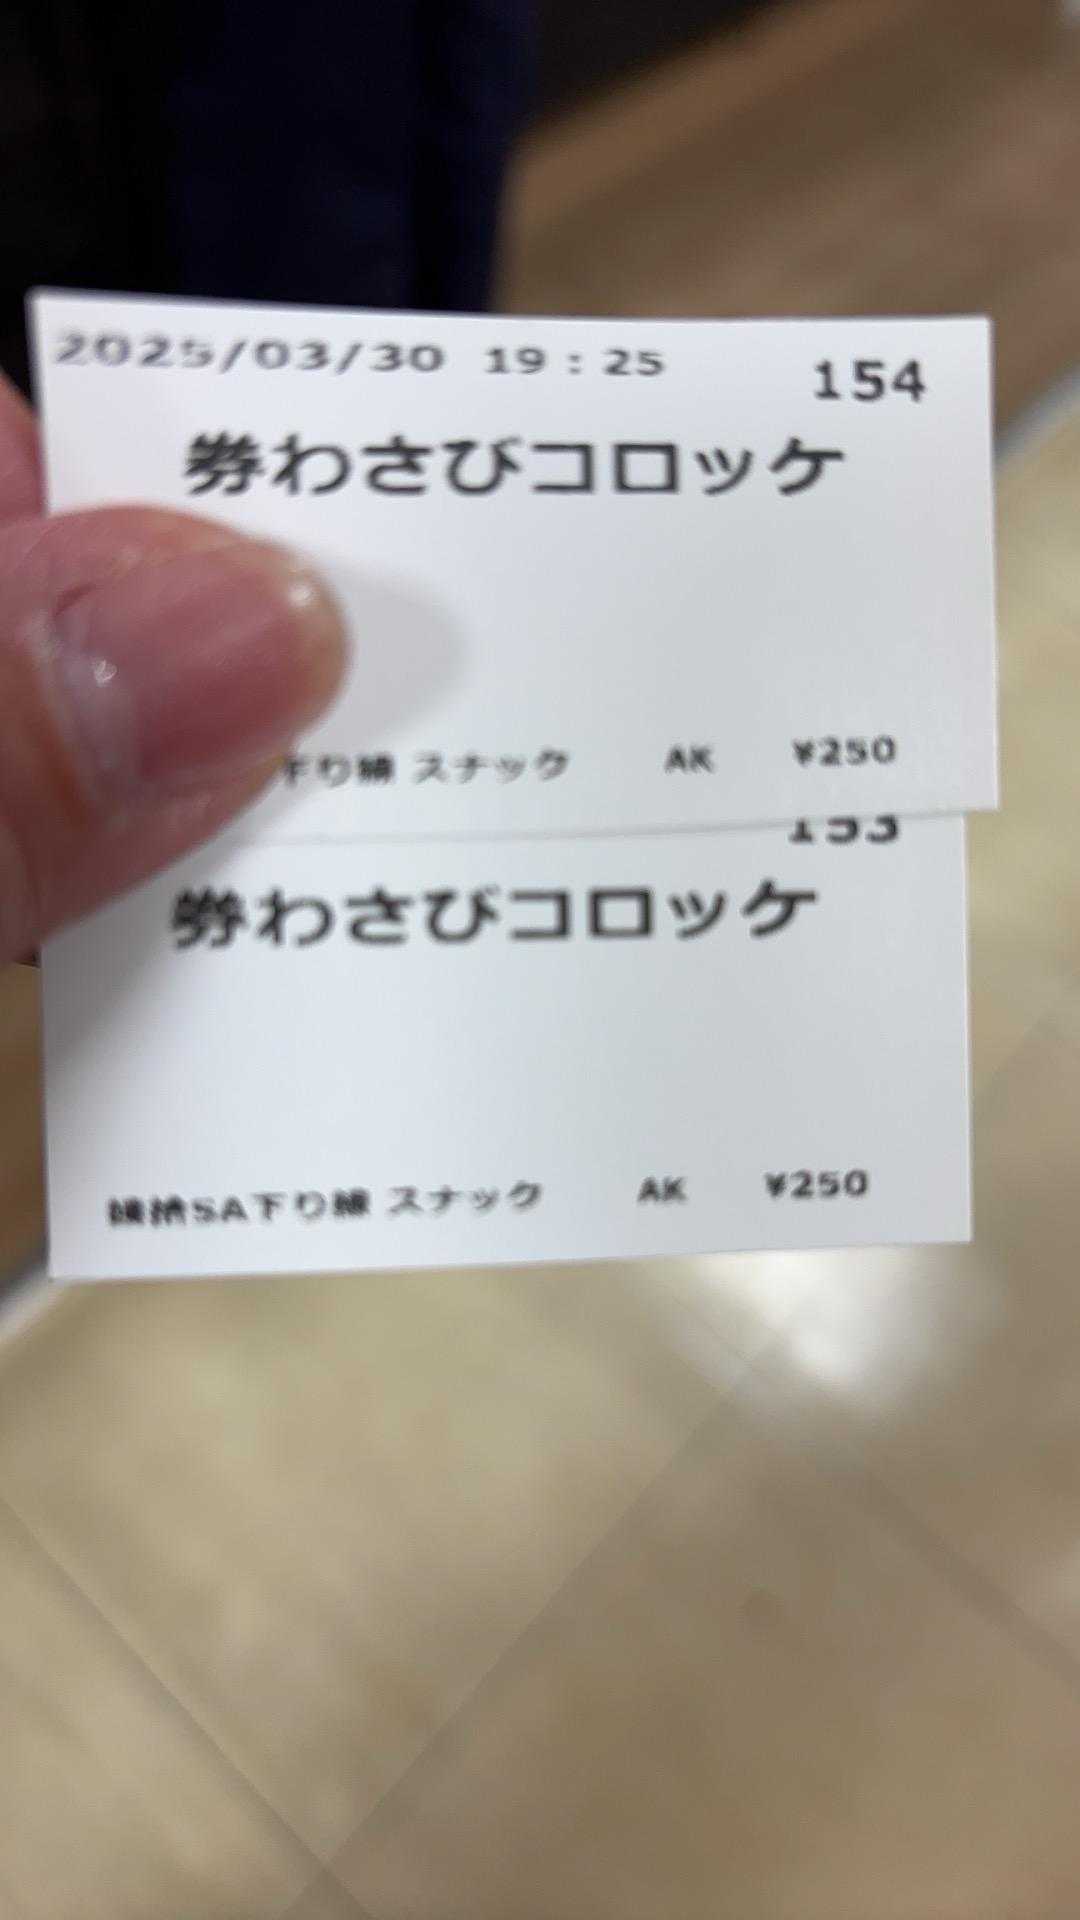 2025/03/30 19:25 154
券わさびコロッケ
下り線 スナック AK ¥250
153
券わさびコロッケ
SA下り線 スナック AK ¥250